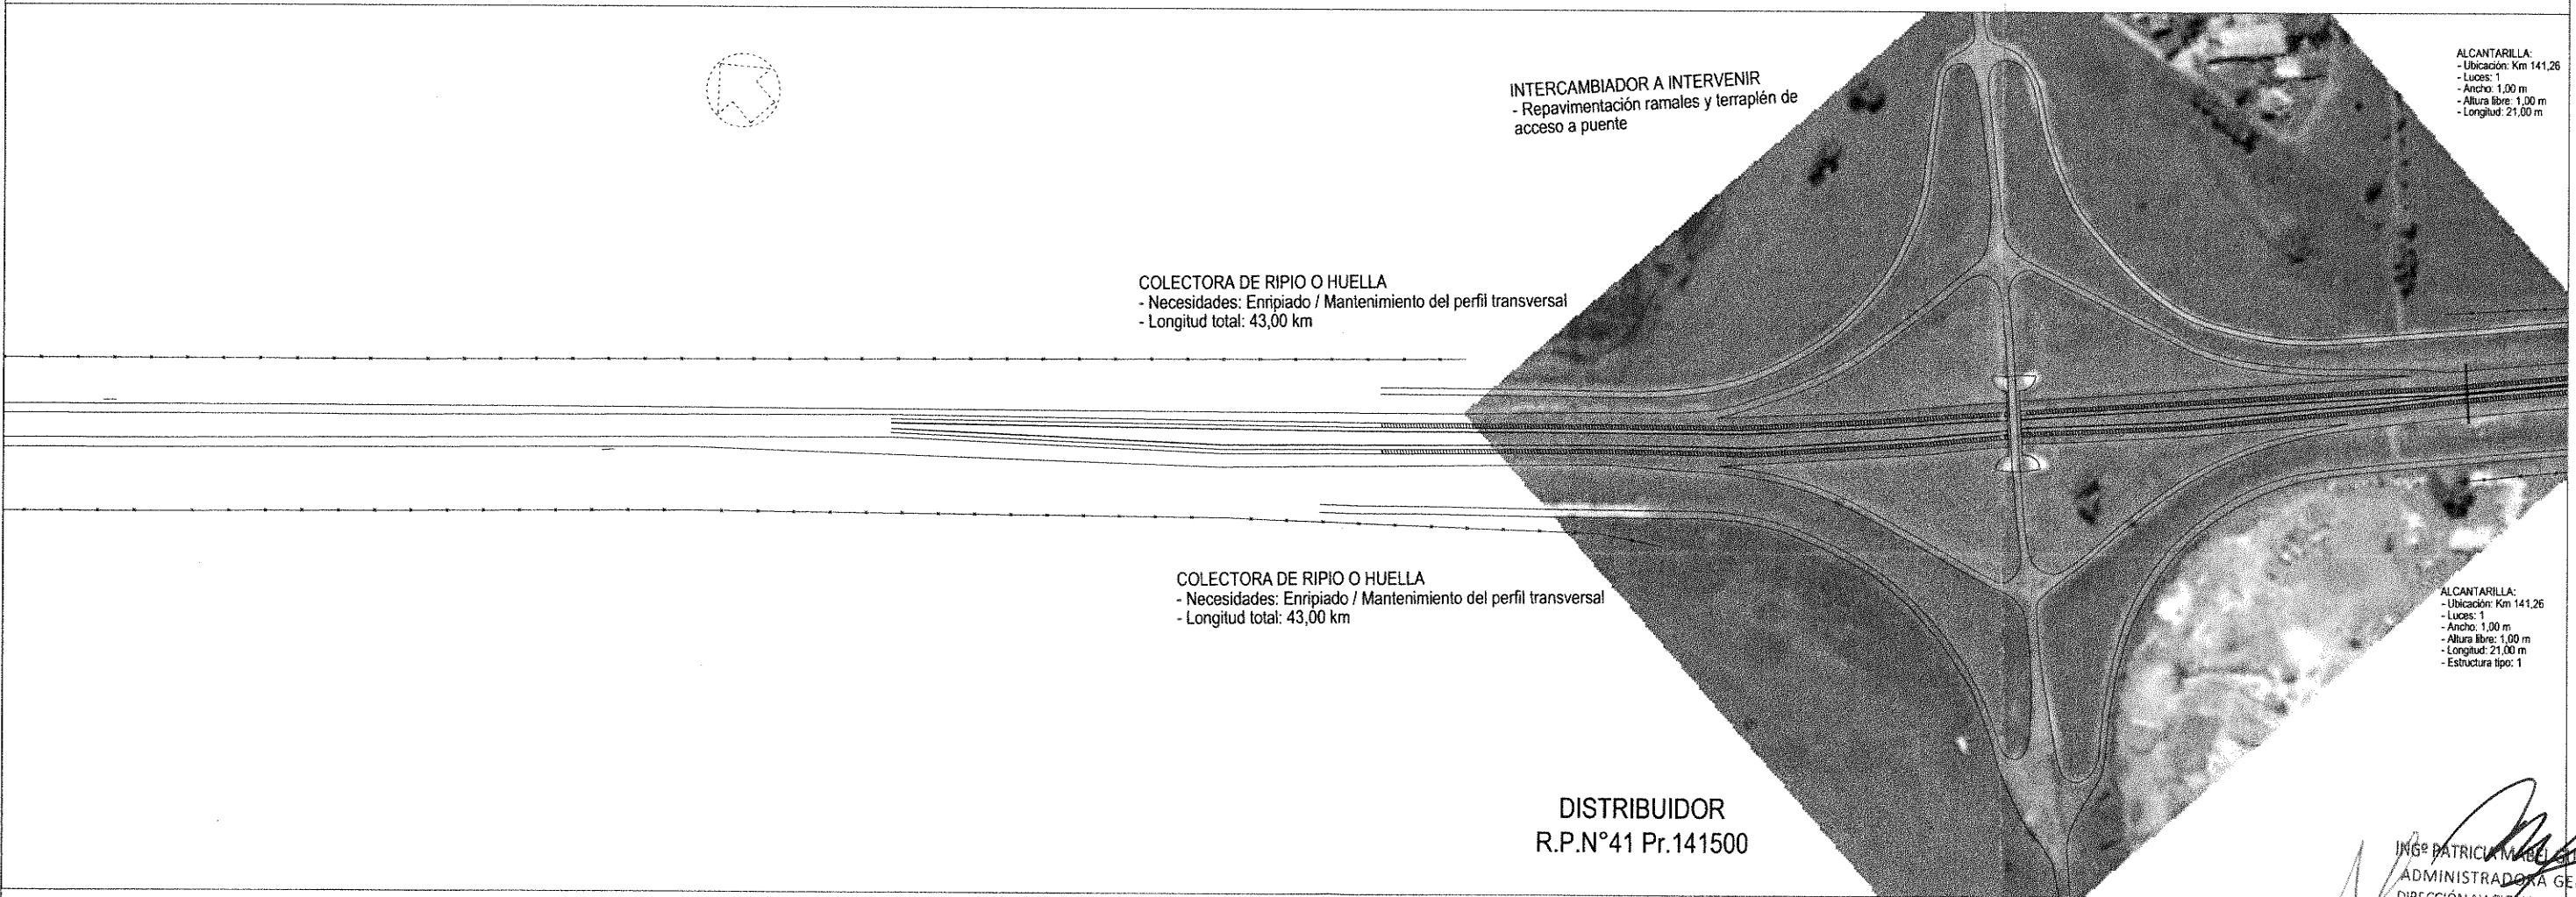 INTERCAMBIADOR A INTERVENIR
- Repavimentación ramales y terraplén de
acceso a puente
ALCANTARILLA:
- Ubicación: Km 141,26
- Luces: 1
- Ancho: 1,00 m
- Altura libre: 1,00 m
- Longitud: 21,00 m
COLECTORA DE RIPIO O HUELLA
- Necesidades: Enripiado / Mantenimiento del perfil transversal
- Longitud total: 43,00 km
COLECTORA DE RIPIO O HUELLA
- Necesidades: Enripiado / Mantenimiento del perfil transversal
- Longitud total: 43,00 km
ALCANTARILLA:
- Ubicación: Km 141,26
- Luces: 1
- Ancho: 1,00 m
- Altura libre: 1,00 m
- Longitud: 21,00 m
- Estructura tipo: 1
DISTRIBUIDOR
R.P.N°41 Pr.141500
INGº PATRICIA MABEL
ADMINISTRADORA GE